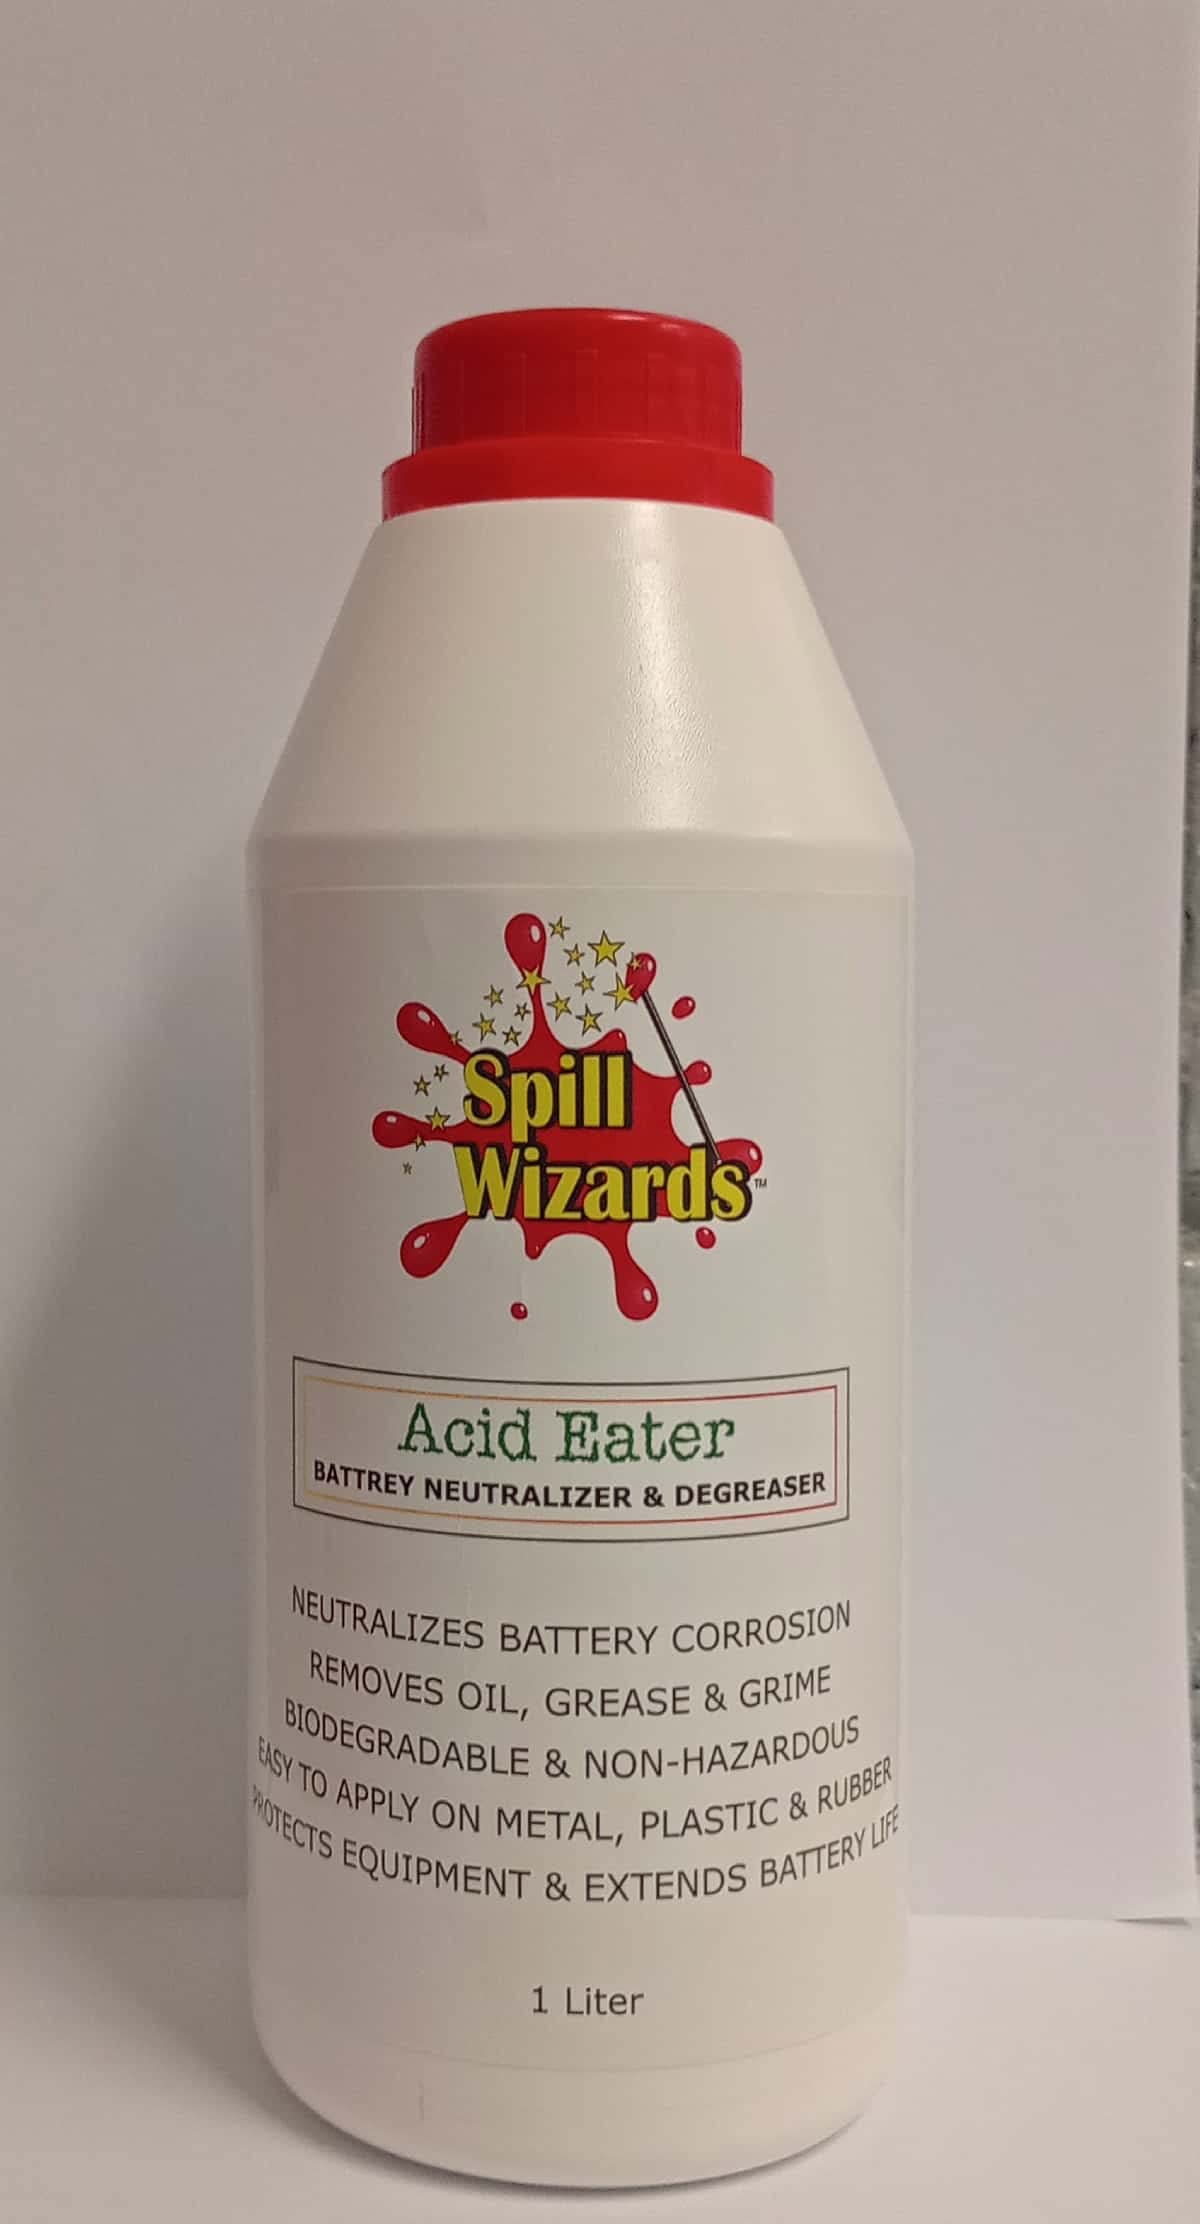 Spill
Wizards™
Acid Eater
BATTREY NEUTRALIZER & DEGREASER
NEUTRALIZES BATTERY CORROSION
REMOVES OIL, GREASE & GRIME
BIODEGRADABLE & NON-HAZARDOUS
EASY TO APPLY ON METAL, PLASTIC & RUBBER
PROTECTS EQUIPMENT & EXTENDS BATTERY LIFE
1 Liter